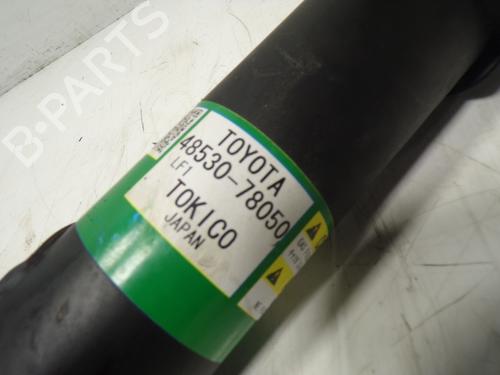 B-PARTS
TOYOTA
48530-78050
LF1
TOKICO
JAPAN